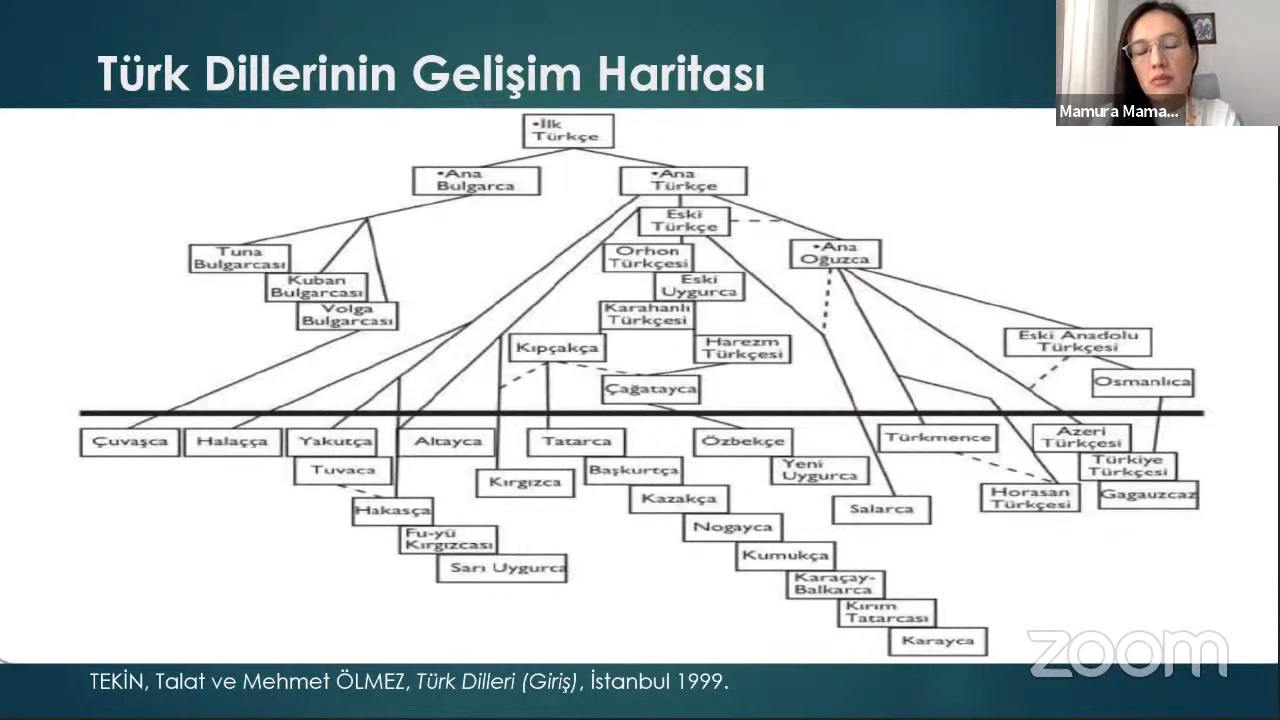 Türk Dillerinin Gelişim Haritası
Mamura Mama...
•İlk
Türkçe
•Ana
Bulgarca
•Ana
Türkçe
Eski
Türkçe
Tuna
Bulgarcası
Kuban
Bulgarcası
Volga
Bulgarcası
Orhon
Türkçesi
Eski
Uygurca
Karahanlı
Türkçesi
Harezm
Türkçesi
Kıpçakça
Çağatayca
•Ana
Oğuzca
Eski Anadolu
Türkçesi
Osmanlıca
Çuvaşça
Halaçça
Yakutça
Tuvaca
Hakasça
Fu-yü
Kırgızcası
Sarı Uygurca
Altayca
Kırgızca
Tatarca
Başkurtça
Kazakça
Nogayca
Kumukça
Karaçay-
Balkarca
Kırım
Tatarcası
Karayca
Özbekçe
Yeni
Uygurca
Salarca
Türkmence
Horasan
Türkçesi
Azeri
Türkçesi
Türkiye
Türkçesi
Gagauzcaz
zoom
TEKİN, Talat ve Mehmet ÖLMEZ, Türk Dilleri (Giriş), İstanbul 1999.